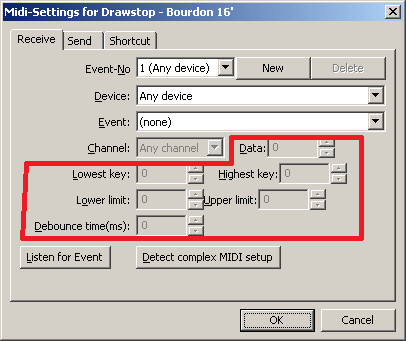 Midi-Settings for Drawstop - Bourdon 16'
Receive Send Shortcut
Event-No 1 (Any device) New Delete
Device: Any device
Event: (none)
Channel: Any channel Data: 0
Lowest key: 0 Highest key: 0
Lower limit: 0 Upper limit: 0
Debounce time(ms): 0
Listen for Event Detect complex MIDI setup
OK Cancel